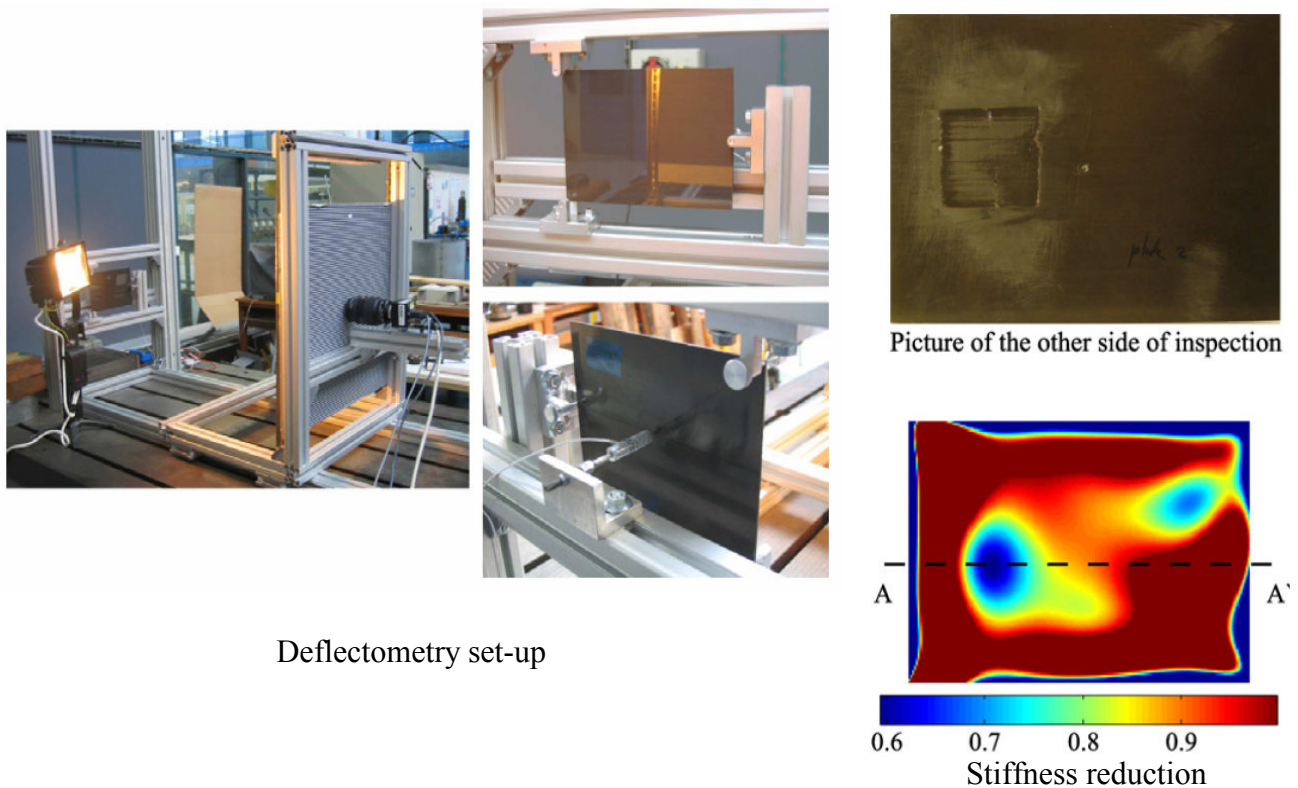 Picture of the other side of inspection
A
A`
Deflectometry set-up
0.6 0.7 0.8 0.9
Stiffness reduction